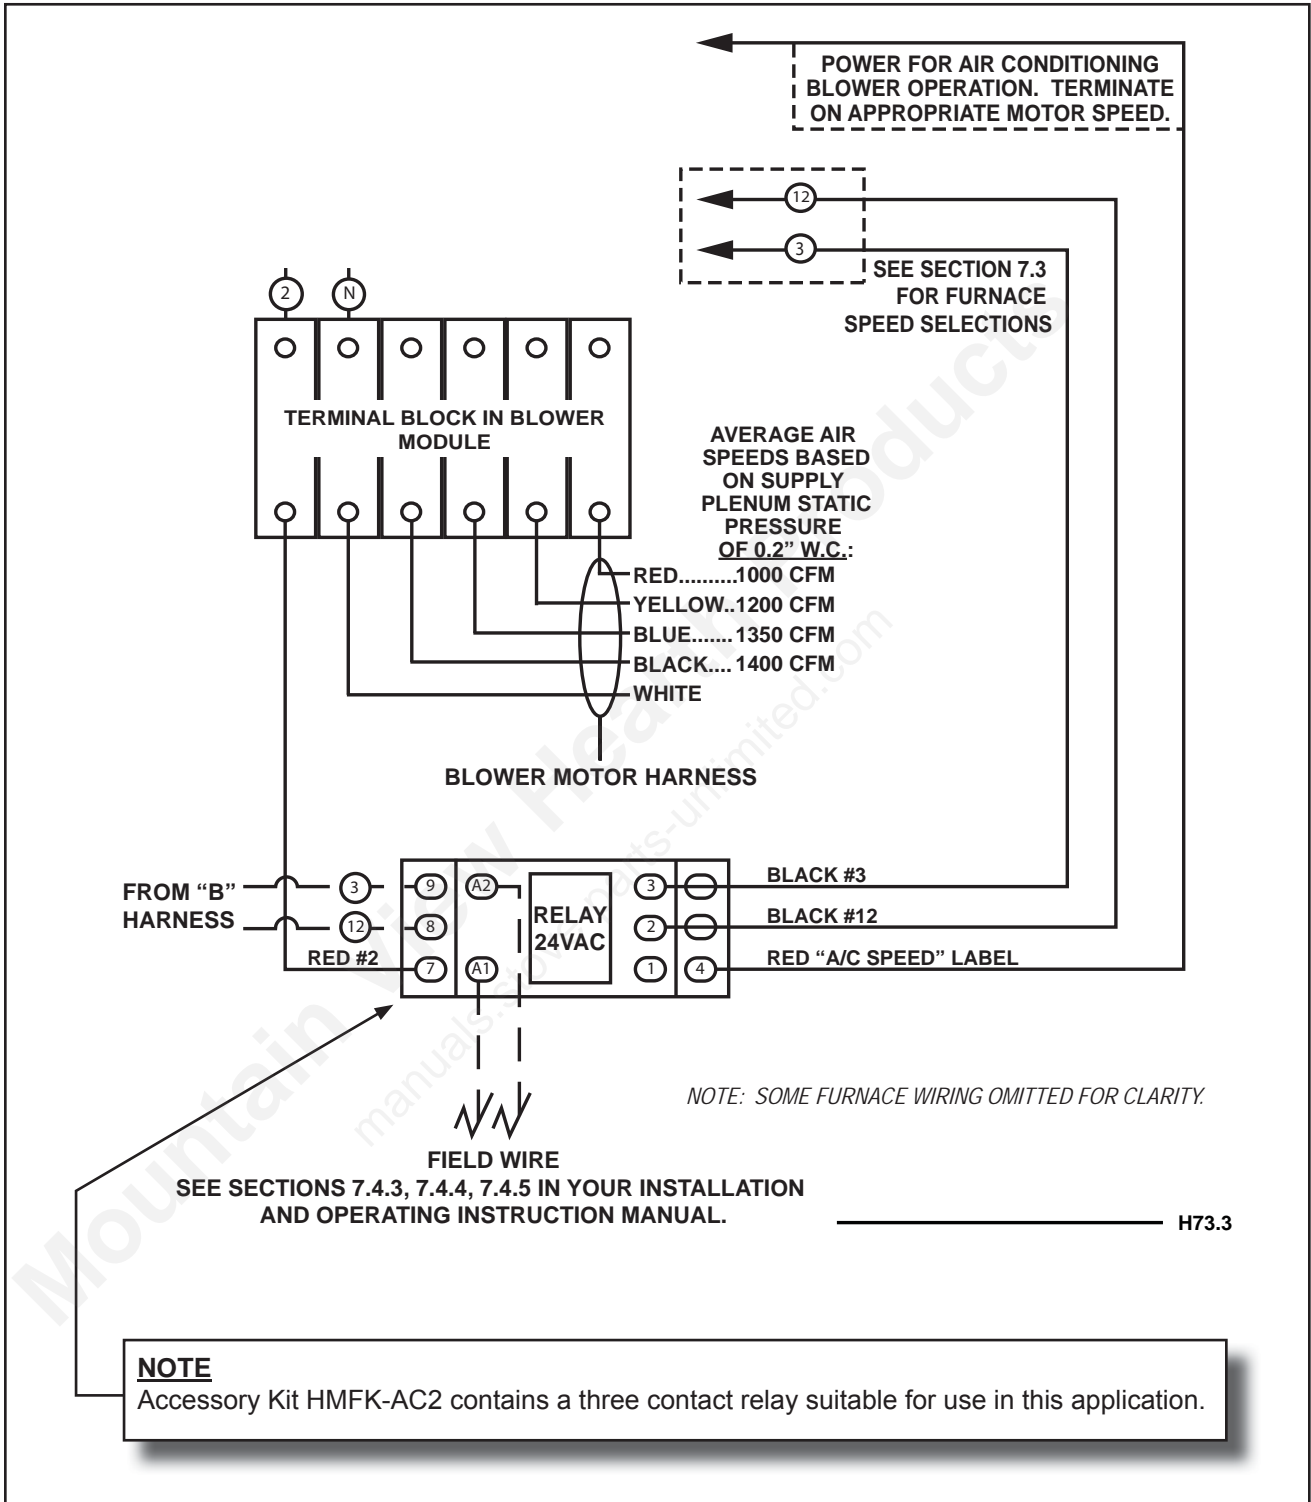 POWER FOR AIR CONDITIONING
BLOWER OPERATION.  TERMINATE
ON APPROPRIATE MOTOR SPEED.
12
3
SEE SECTION 7.3
FOR FURNACE
SPEED SELECTIONS
2
N
TERMINAL BLOCK IN BLOWER
MODULE
AVERAGE AIR
SPEEDS BASED
ON SUPPLY
PLENUM STATIC
PRESSURE
OF 0.2” W.C.:
RED..........1000 CFM
YELLOW..1200 CFM
BLUE.......1350 CFM
BLACK....1400 CFM
WHITE
BLOWER MOTOR HARNESS
FROM “B”
HARNESS
3
12
RED #2
9
8
7
A2
A1
RELAY
24VAC
3
2
1
4
BLACK #3
BLACK #12
RED “A/C SPEED” LABEL
NOTE:  SOME FURNACE WIRING OMITTED FOR CLARITY.
FIELD WIRE
SEE SECTIONS 7.4.3, 7.4.4, 7.4.5 IN YOUR INSTALLATION
AND OPERATING INSTRUCTION MANUAL.
H73.3
NOTE
Accessory Kit HMFK-AC2 contains a three contact relay suitable for use in this application.
Mountain View Hearth Products
manuals.stove-parts-unlimited.com